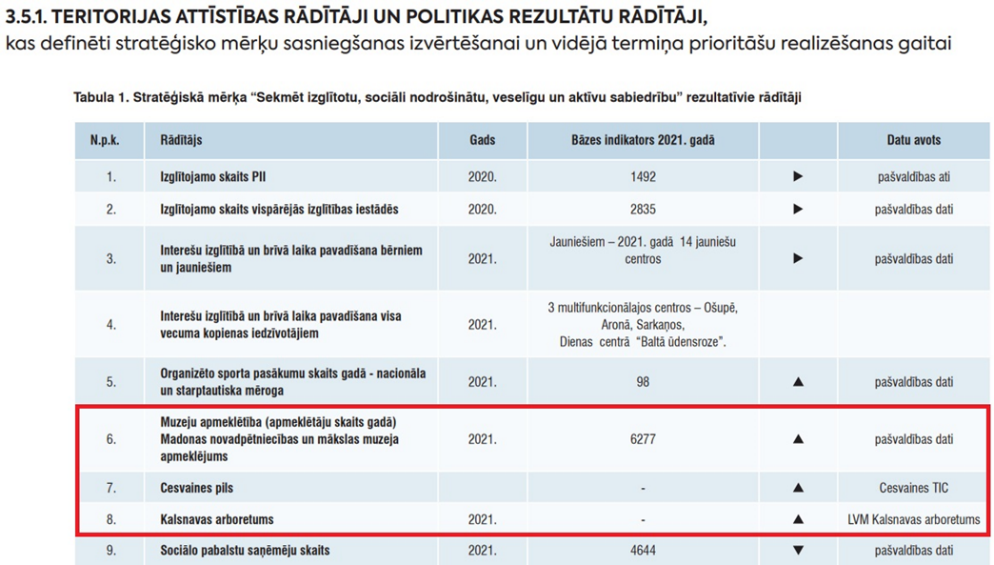 3.5.1. TERITORIJAS ATTĪSTĪBAS RĀDĪTĀJI UN POLITIKAS REZULTĀTU RĀDĪTĀJI,
kas definēti stratēģisko mērķu sasniegšanas izvērtēšanai un vidējā termiņa prioritāšu realizēšanas gaitai
Tabula 1. Stratēģiskā mērķa “Sekmēt izglītotu, sociāli nodrošinātu, veselīgu un aktīvu sabiedrību” rezultatīvie rādītāji
N.p.k. Rādītājs Gads Bāzes indikators 2021. gadā Datu avots
1. Izglītojamo skaits PII 2020. 1492 ▶ pašvaldības ati
2. Izglītojamo skaits vispārējās izglītības iestādēs 2020. 2835 ▶ pašvaldības dati
3. Interešu izglītībā un brīvā laika pavadīšana bērniem
un jauniešiem 2021. Jauniešiem – 2021. gadā 14 jauniešu
centros ▶ pašvaldības dati
4. Interešu izglītībā un brīvā laika pavadīšana visa
vecuma kopienas iedzīvotājiem 2021. 3 multifunkcionālajos centros – Ošupē,
Aronā, Sarkaņos,
Dienas centrā “Baltā ūdensroze”.
5. Organizēto sporta pasākumu skaits gadā - nacionāla
un starptautiska mēroga 2021. 98 ▲ pašvaldības dati
6. Muzeju apmeklētība (apmeklētāju skaits gadā)
Madonas novadpētniecības un mākslas muzeja
apmeklējums 2021. 6277 ▲ pašvaldības dati
7. Cesvaines pils - ▲ Cesvaines TIC
8. Kalsnavas arboretums 2021. - ▲ LVM Kalsnavas arboretums
9. Sociālo pabalstu saņēmēju skaits 2021. 4644 ▼ pašvaldības dati